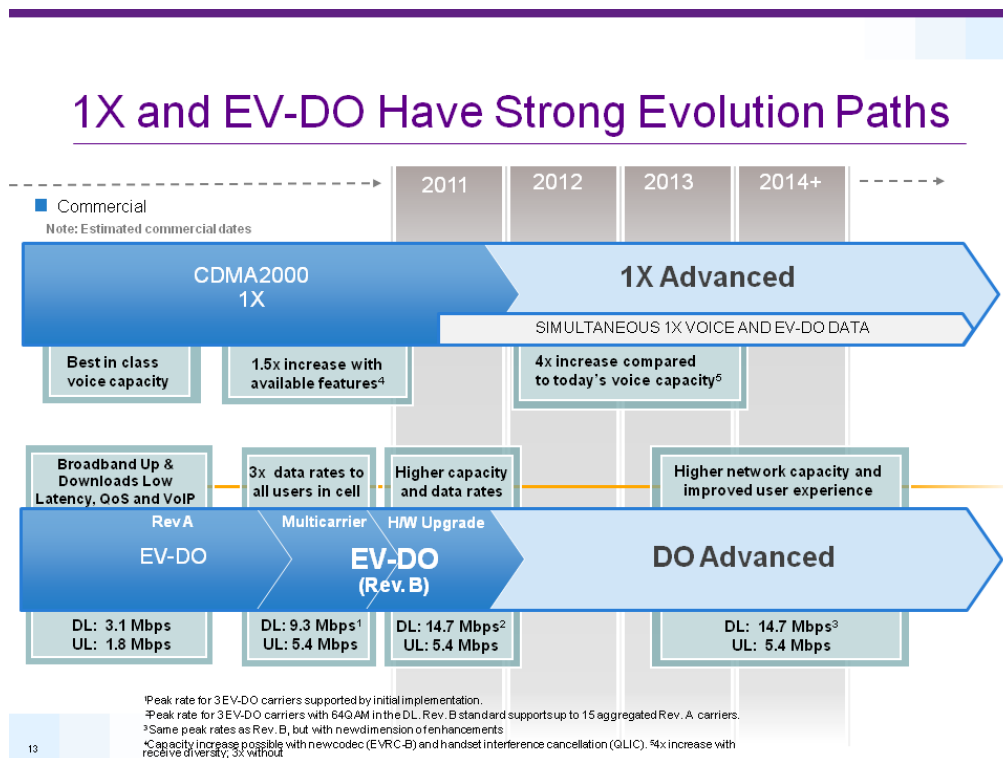 1X and EV-DO Have Strong Evolution Paths
2011
2012
2013
2014+
Commercial
Note: Estimated commercial dates
CDMA2000
1X
1X Advanced
SIMULTANEOUS 1X VOICE AND EV-DO DATA
Best in class
voice capacity
1.5x increase with
available features⁴
4x increase compared
to today's voice capacity⁵
Broadband Up &
Downloads Low
Latency, QoS and VoIP
3x data rates to
all users in cell
Higher capacity
and data rates
Higher network capacity and
improved user experience
Rev A
EV-DO
Multicarrier
H/W Upgrade
EV-DO
(Rev. B)
DO Advanced
DL: 3.1 Mbps
UL: 1.8 Mbps
DL: 9.3 Mbps¹
UL: 5.4 Mbps
DL: 14.7 Mbps²
UL: 5.4 Mbps
DL: 14.7 Mbps³
UL: 5.4 Mbps
¹Peak rate for 3 EV-DO carriers supported by initial implementation.
²Peak rate for 3 EV-DO carriers with 64QAM in the DL. Rev. B standard supports up to 15 aggregated Rev. A carriers.
³Same peak rates as Rev. B, but with new dimension of enhancements
⁴Capacity increase possible with new codec (EVRC-B) and handset interference cancellation (QLIC). ⁵4x increase with
receive diversity; 3x without
13